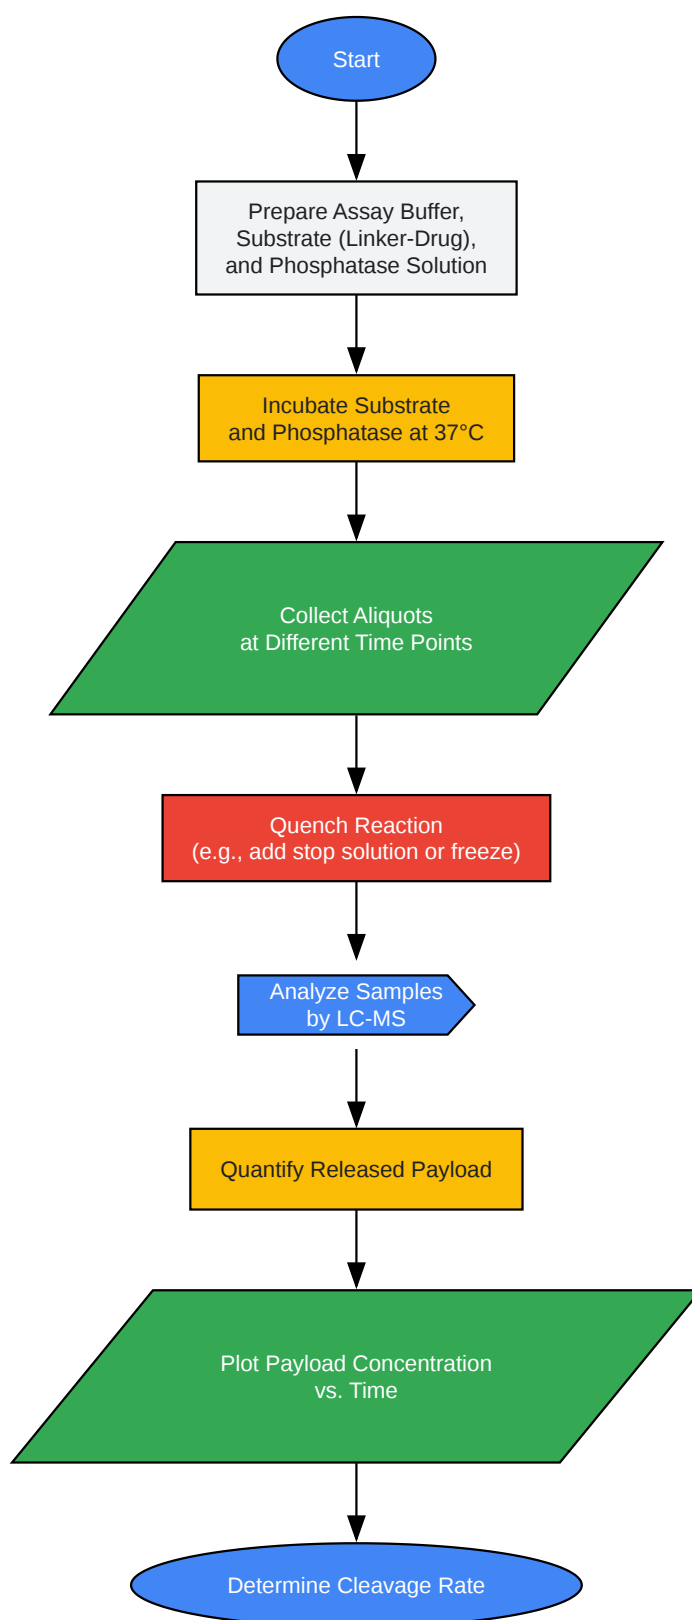 Start
Prepare Assay Buffer,
Substrate (Linker-Drug),
and Phosphatase Solution
Incubate Substrate
and Phosphatase at 37°C
Collect Aliquots
at Different Time Points
Quench Reaction
(e.g., add stop solution or freeze)
Analyze Samples
by LC-MS
Quantify Released Payload
Plot Payload Concentration
vs. Time
Determine Cleavage Rate